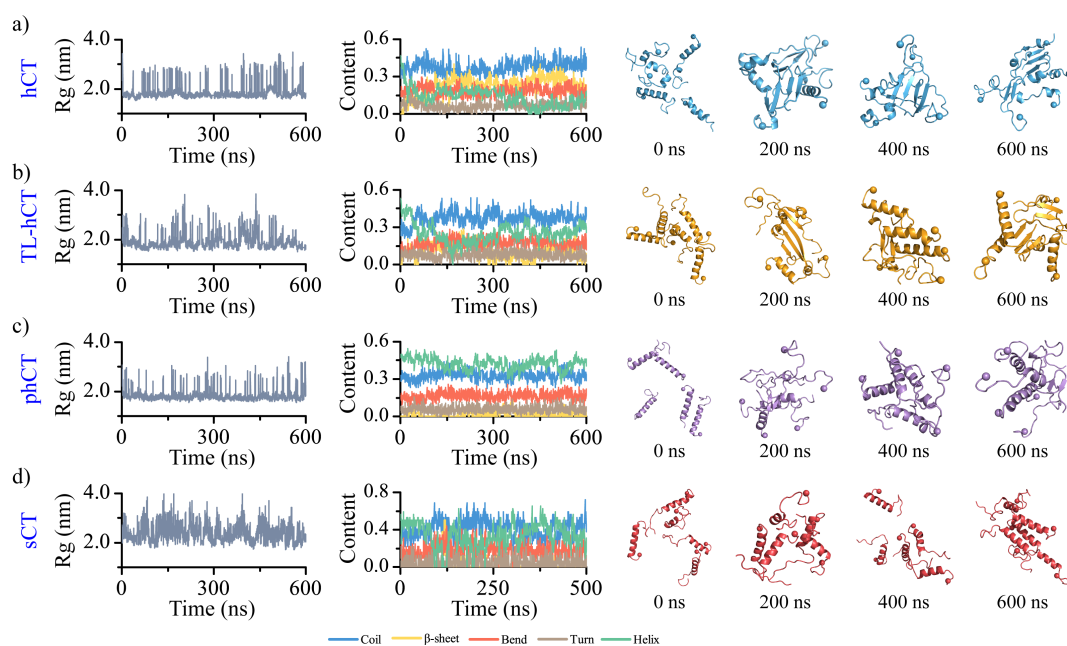 a)
hCT
Rg (nm)
4.0
2.0
0 300 600
Time (ns)
Content
0.6
0.3
0.0
0 300 600
Time (ns)
0 ns 200 ns 400 ns 600 ns
b)
TL-hCT
Rg (nm)
4.0
2.0
0 300 600
Time (ns)
Content
0.6
0.3
0.0
0 300 600
Time (ns)
0 ns 200 ns 400 ns 600 ns
c)
phCT
Rg (nm)
4.0
2.0
0 300 600
Time (ns)
Content
0.6
0.3
0.0
0 300 600
Time (ns)
0 ns 200 ns 400 ns 600 ns
d)
sCT
Rg (nm)
4.0
2.0
0 300 600
Time (ns)
Content
0.8
0.4
0.0
0 250 500
Time (ns)
0 ns 200 ns 400 ns 600 ns
Coil β-sheet Bend Turn Helix